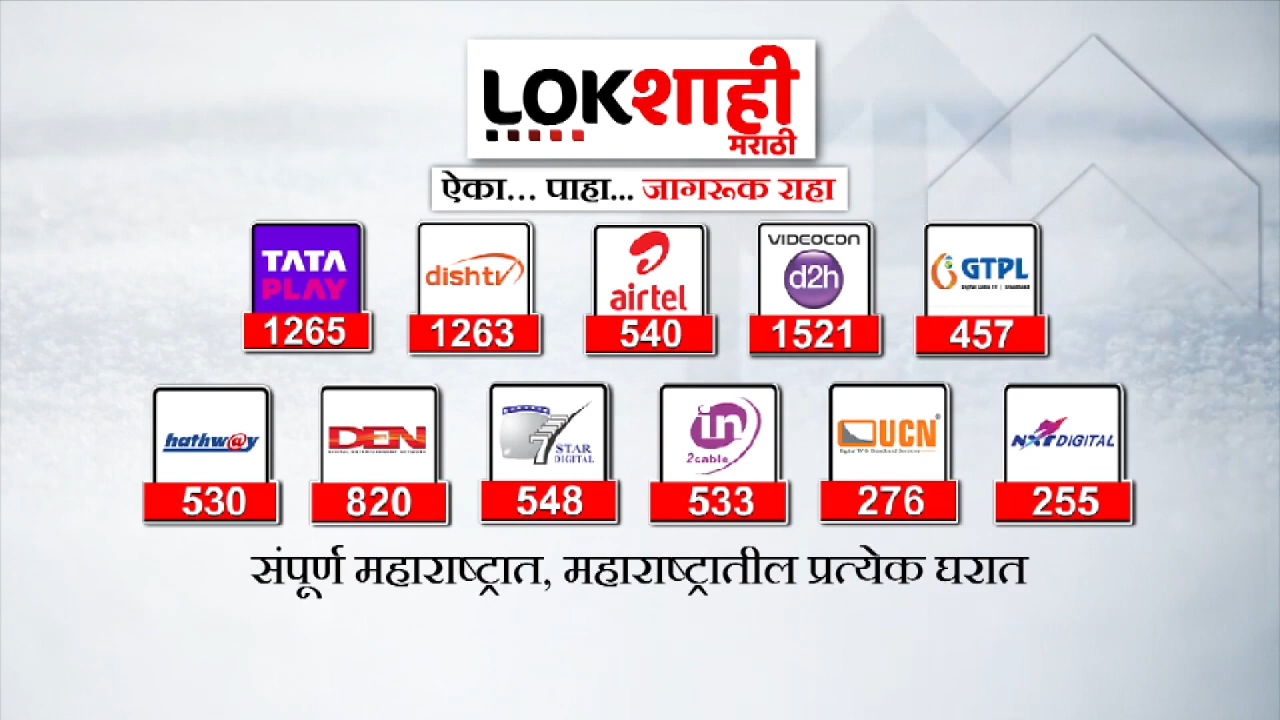 LOKशाही
मराठी
ऐका... पाहा... जागरूक राहा
TATA
PLAY
1265
dishtv
1263
airtel
540
VIDEOCON
d2h
1521
GTPL
457
hathw@y
530
DEN
820
7
STAR
DIGITAL
548
in
2cable
533
UCN
276
NXT DIGITAL
255
संपूर्ण महाराष्ट्रात, महाराष्ट्रातील प्रत्येक घरात